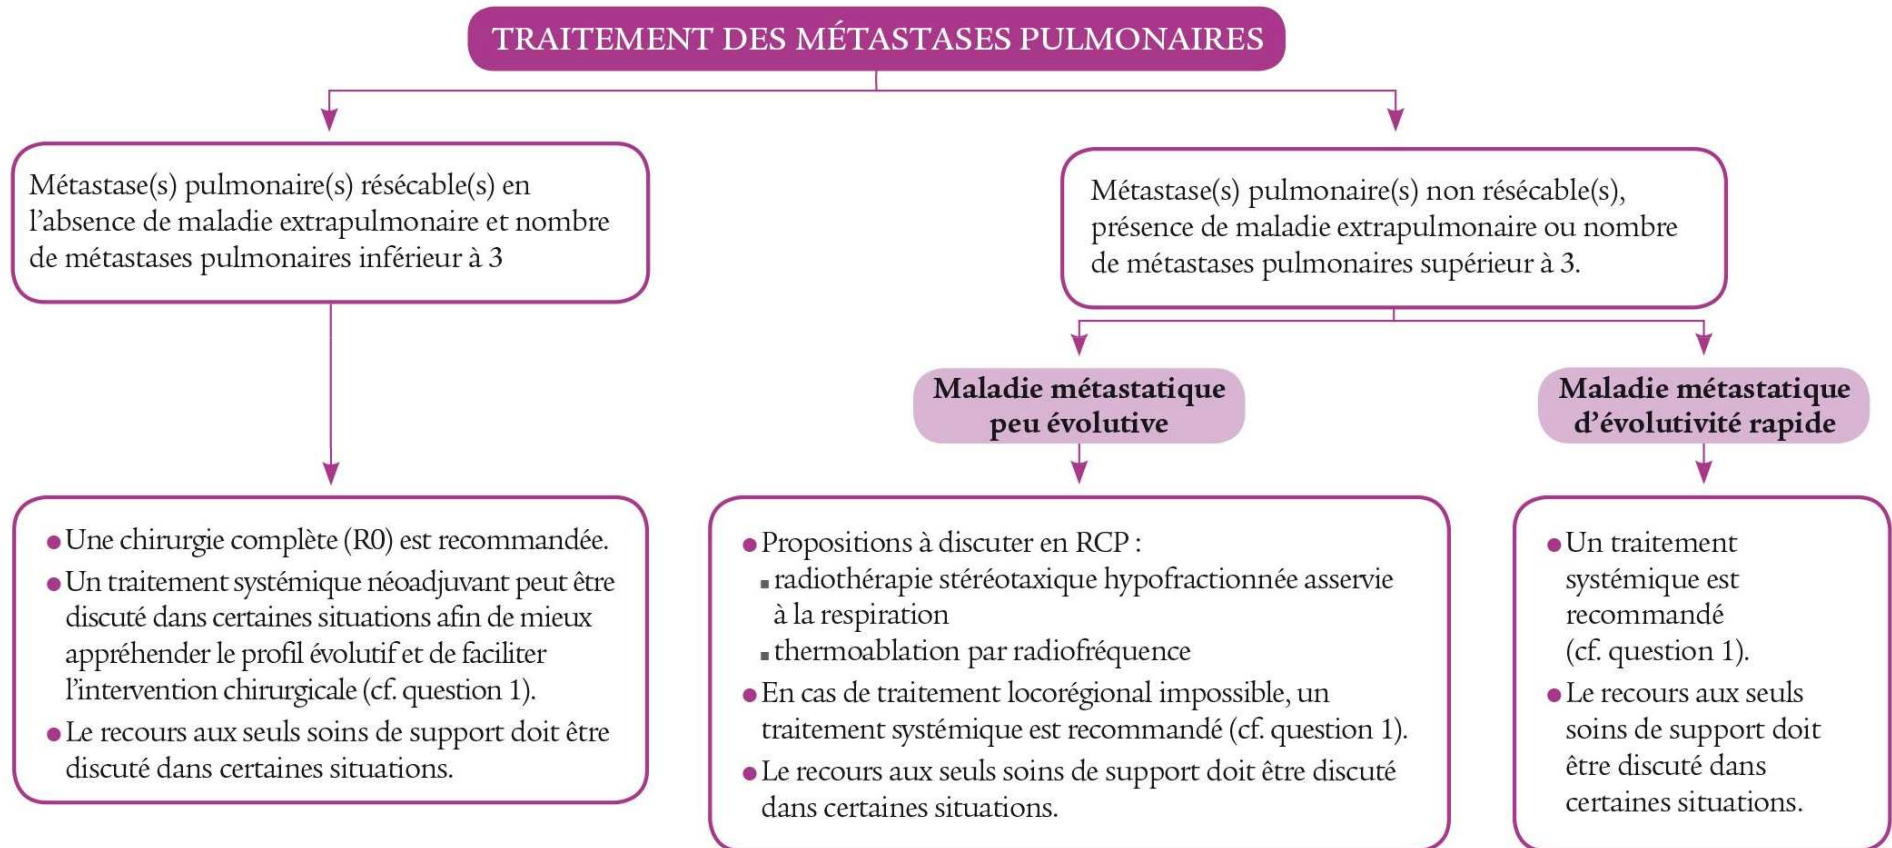 TRAITEMENT DES MÉTASTASES PULMONAIRES
Métastase(s) pulmonaire(s) résécable(s) en
l’absence de maladie extrapulmonaire et nombre
de métastases pulmonaires inférieur à 3
Métastase(s) pulmonaire(s) non résécable(s),
présence de maladie extrapulmonaire ou nombre
de métastases pulmonaires supérieur à 3.
Maladie métastatique
peu évolutive
Maladie métastatique
d’évolutivité rapide
● Une chirurgie complète (R0) est recommandée.
● Un traitement systémique néoadjuvant peut être
discuté dans certaines situations afin de mieux
appréhender le profil évolutif et de faciliter
l’intervention chirurgicale (cf. question 1).
● Le recours aux seuls soins de support doit être
discuté dans certaines situations.
● Propositions à discuter en RCP :
▪ radiothérapie stéréotaxique hypofractionnée asservie
à la respiration
▪ thermoablation par radiofréquence
● En cas de traitement locorégional impossible, un
traitement systémique est recommandé (cf. question 1).
● Le recours aux seuls soins de support doit être discuté
dans certaines situations.
● Un traitement
systémique est
recommandé
(cf. question 1).
● Le recours aux seuls
soins de support doit
être discuté dans
certaines situations.